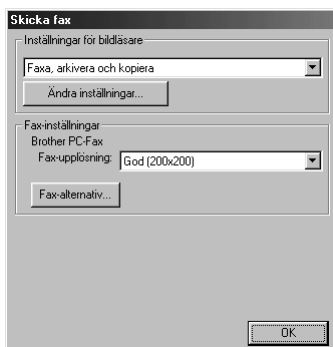 Skicka fax
Inställningar för bildläsare
Faxa, arkivera och kopiera
Ändra inställningar...
Fax-inställningar
Brother PC-Fax
Fax-upplösning: God (200x200)
Fax-alternativ...
OK